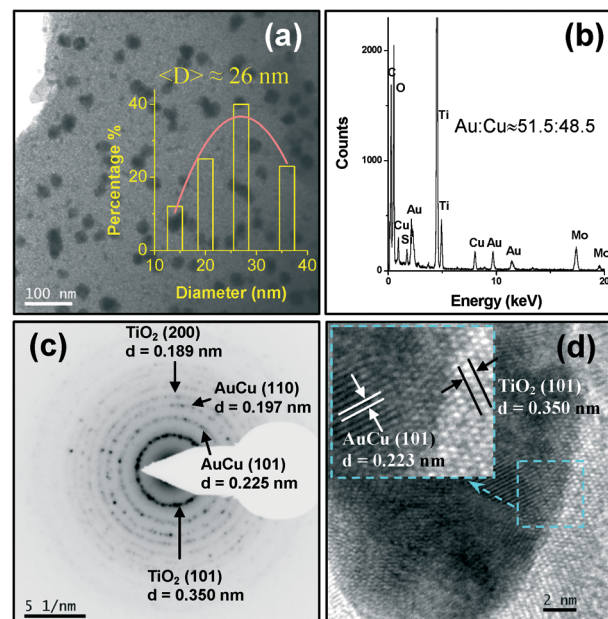 (a)
<D> ≈ 26 nm
Percentage %
40
20
0
10
20
30
40
Diameter (nm)
100 nm
(b)
Counts
2000
1000
0
C
O
Ti
Au:Cu≈51.5:48.5
Ti
Cu
Au
S
Cu
Au
Au
Mo
Mo
0
10
20
Energy (keV)
(c)
TiO₂ (200)
d = 0.189 nm
AuCu (110)
d = 0.197 nm
AuCu (101)
d = 0.225 nm
TiO₂ (101)
d = 0.350 nm
5 1/nm
(d)
TiO₂ (101)
d = 0.350 nm
AuCu (101)
d = 0.223 nm
2 nm